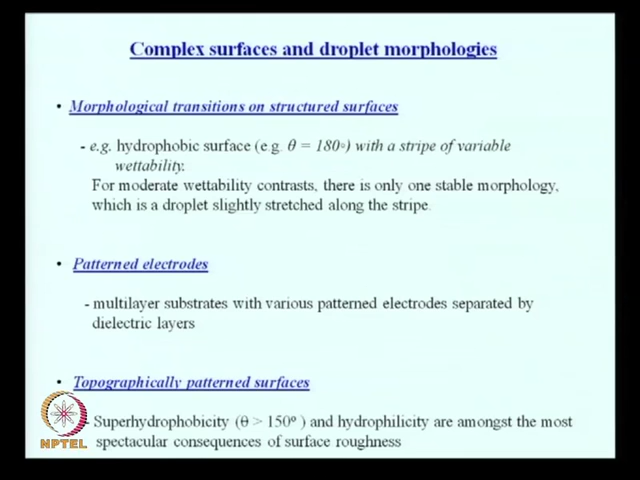 Complex surfaces and droplet morphologies
• Morphological transitions on structured surfaces
- e.g. hydrophobic surface (e.g. θ = 180°) with a stripe of variable
wettability.
For moderate wettability contrasts, there is only one stable morphology,
which is a droplet slightly stretched along the stripe.
• Patterned electrodes
- multilayer substrates with various patterned electrodes separated by
dielectric layers
• Topographically patterned surfaces
- Superhydrophobicity (θ > 150° ) and hydrophilicity are amongst the most
spectacular consequences of surface roughness
NPTEL